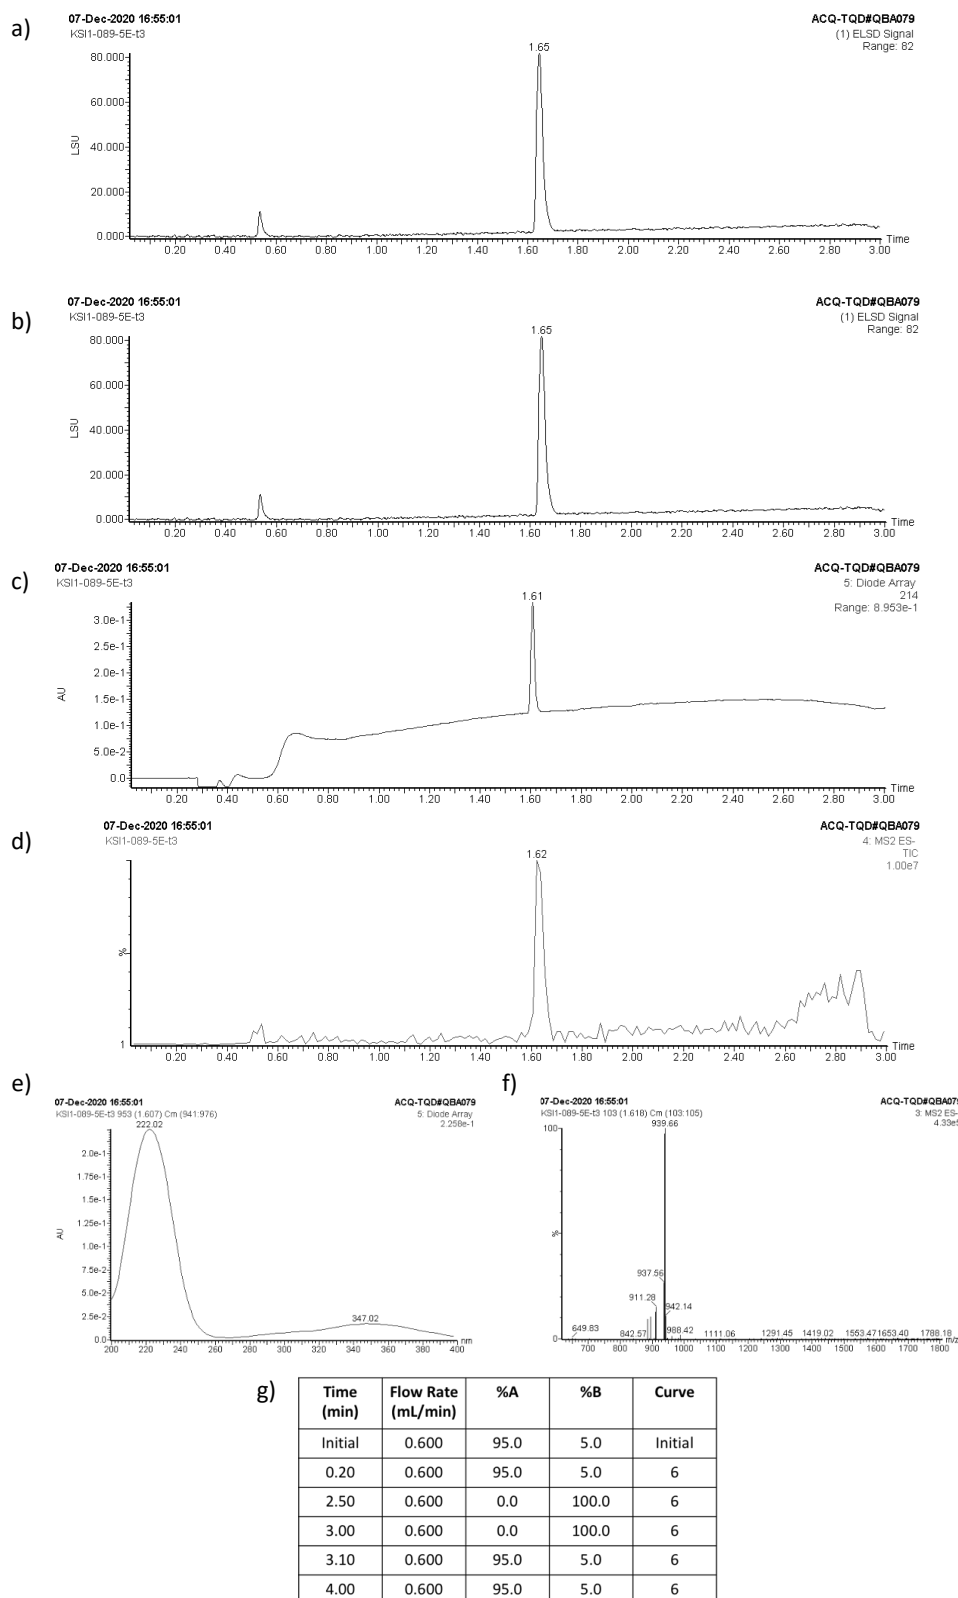 a)
07-Dec-2020 16:55:01
ACQ-TQD#QBA079
KSI1-089-5E-t3
(1) ELSD Signal
Range: 82
1.65
80.000
60.000
LSU
40.000
20.000
0.000
0.20 0.40 0.60 0.80 1.00 1.20 1.40 1.60 1.80 2.00 2.20 2.40 2.60 2.80 3.00
Time
b)
07-Dec-2020 16:55:01
ACQ-TQD#QBA079
KSI1-089-5E-t3
(1) ELSD Signal
Range: 82
1.65
80.000
60.000
LSU
40.000
20.000
0.000
0.20 0.40 0.60 0.80 1.00 1.20 1.40 1.60 1.80 2.00 2.20 2.40 2.60 2.80 3.00
Time
c)
07-Dec-2020 16:55:01
ACQ-TQD#QBA079
KSI1-089-5E-t3
5: Diode Array
214
Range: 8.953e-1
1.61
3.0e-1
2.5e-1
2.0e-1
AU
1.5e-1
1.0e-1
5.0e-2
0.0
0.20 0.40 0.60 0.80 1.00 1.20 1.40 1.60 1.80 2.00 2.20 2.40 2.60 2.80 3.00
Time
d)
07-Dec-2020 16:55:01
ACQ-TQD#QBA079
KSI1-089-5E-t3
4: MS2 ES-
TIC
1.00e7
1.62
%
1
0.20 0.40 0.60 0.80 1.00 1.20 1.40 1.60 1.80 2.00 2.20 2.40 2.60 2.80 3.00
Time
e)
07-Dec-2020 16:55:01
ACQ-TQD#QBA079
KSI1-089-5E-t3 953 (1.607) Cm (941:976)
5: Diode Array
2.258e-1
222.02
2.0e-1
1.75e-1
1.5e-1
1.25e-1
AU
1.0e-1
7.5e-2
5.0e-2
2.5e-2
347.02
0.0
200 220 240 260 280 300 320 340 360 380 400
nm
f)
07-Dec-2020 16:55:01
ACQ-TQD#QBA079
KSI1-089-5E-t3 103 (1.618) Cm (103:105)
3: MS2 ES-
4.33e5
100
939.66
%
937.56
911.28
942.14
649.83 842.57 988.42 1111.06 1291.45 1419.02 1553.47 1653.40 1788.18
0
700 800 900 1000 1100 1200 1300 1400 1500 1600 1700 1800
m/z
g)
Time (min) Flow Rate (mL/min) %A %B Curve
Initial 0.600 95.0 5.0 Initial
0.20 0.600 95.0 5.0 6
2.50 0.600 0.0 100.0 6
3.00 0.600 0.0 100.0 6
3.10 0.600 95.0 5.0 6
4.00 0.600 95.0 5.0 6